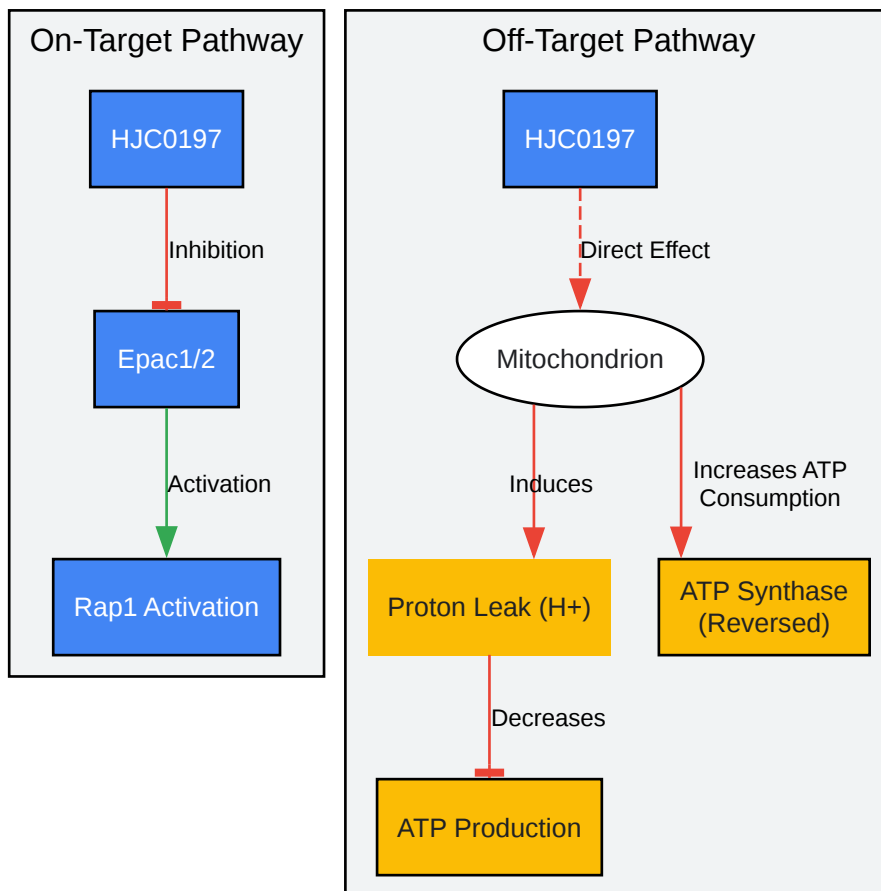 On-Target Pathway
HJC0197
Inhibition
Epac1/2
Activation
Rap1 Activation
Off-Target Pathway
HJC0197
Direct Effect
Mitochondrion
Induces
Increases ATP
Consumption
Proton Leak (H+)
ATP Synthase
(Reversed)
Decreases
ATP Production